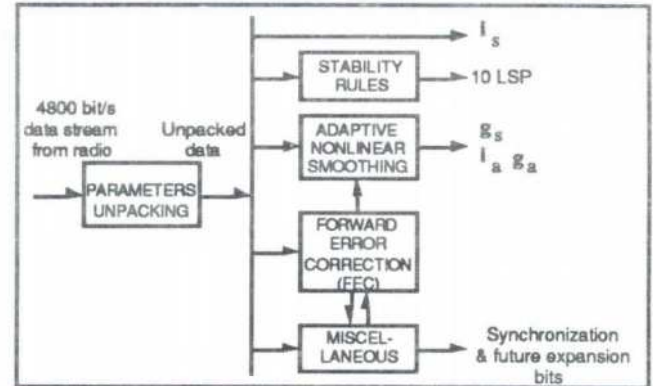 i s
STABILITY
RULES
10 LSP
4800 bit/s
data stream
from radio
Unpacked
data
ADAPTIVE
NONLINEAR
SMOOTHING
g s
i a g a
PARAMETERS
UNPACKING
FORWARD
ERROR
CORRECTION
(FEC)
MISCEL-
LANEOUS
Synchronization
& future expansion
bits